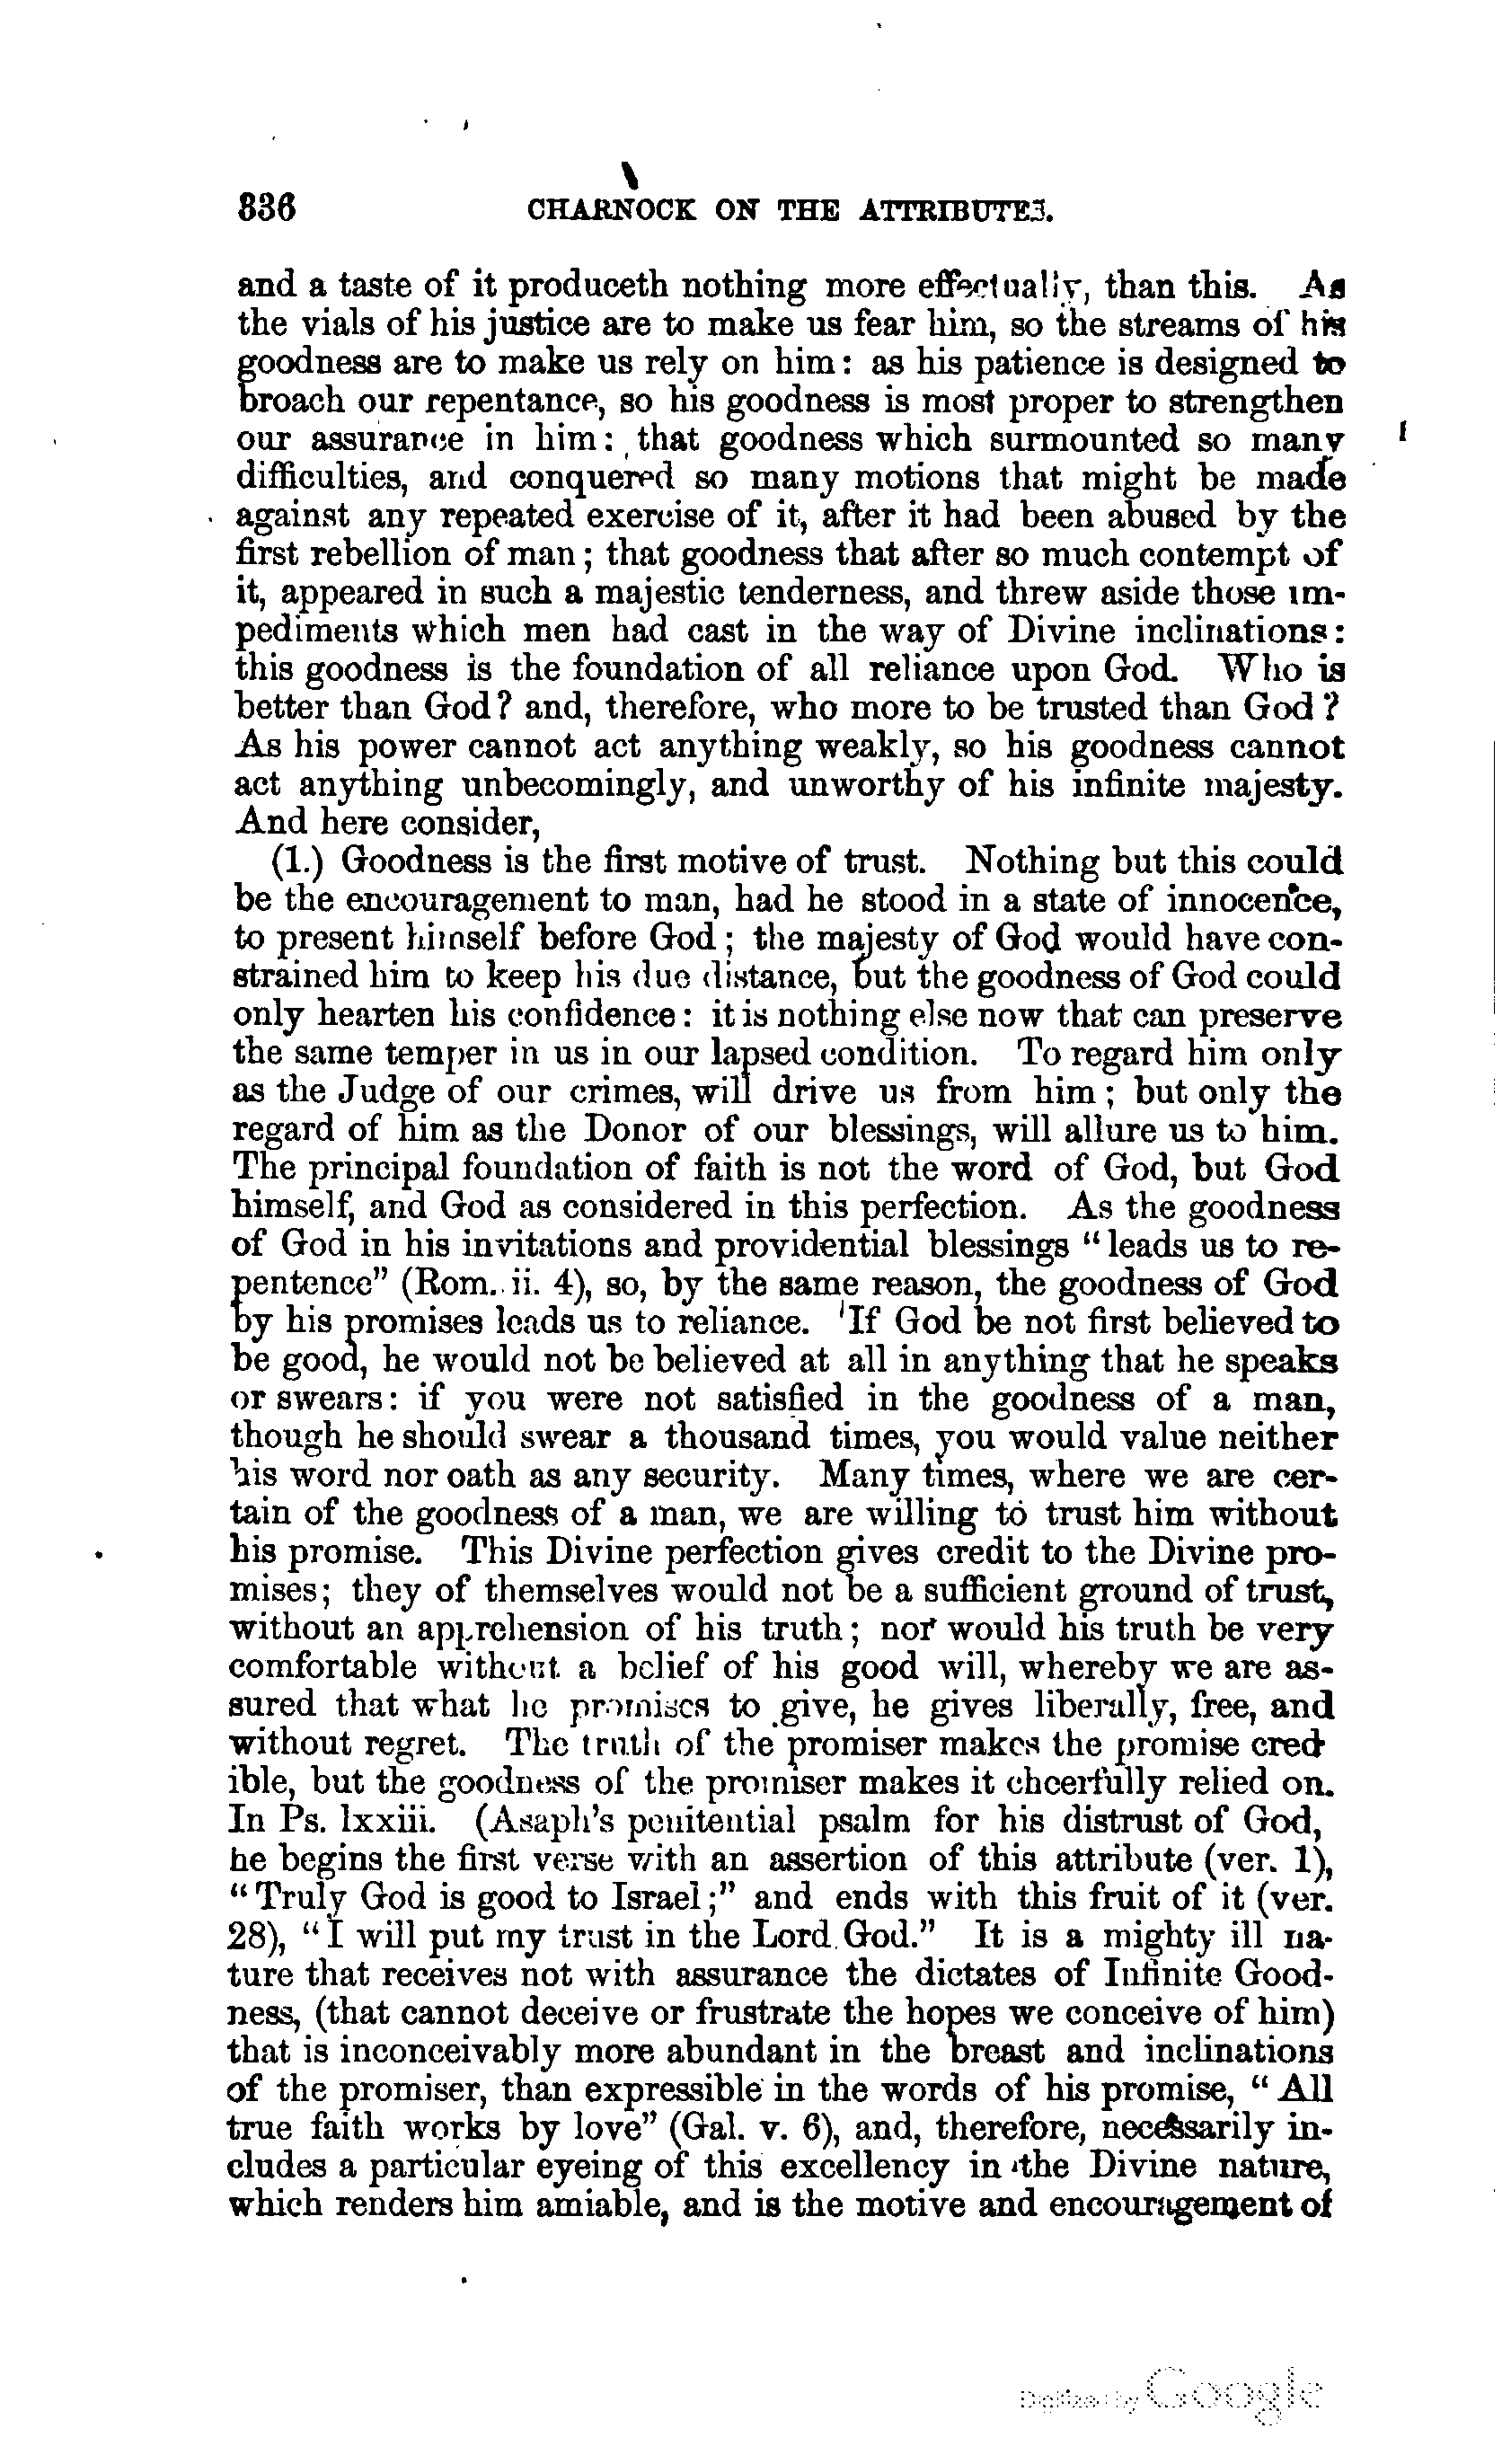 336 CHARNOCK ON THE ATTRIBUTES.
and a taste of it produceth nothing more effectually, than this. As
the vials of his justice are to make us fear him, so the streams of his
goodness are to make us rely on him: as his patience is designed to
broach our repentance, so his goodness is most proper to strengthen
our assurance in him: that goodness which surmounted so many
difficulties, and conquered so many motions that might be made
against any repeated exercise of it, after it had been abused by the
first rebellion of man; that goodness that after so much contempt of
it, appeared in such a majestic tenderness, and threw aside those im-
pediments which men had cast in the way of Divine inclinations:
this goodness is the foundation of all reliance upon God. Who is
better than God? and, therefore, who more to be trusted than God?
As his power cannot act anything weakly, so his goodness cannot
act anything unbecomingly, and unworthy of his infinite majesty.
And here consider,
(1.) Goodness is the first motive of trust. Nothing but this could
be the encouragement to man, had he stood in a state of innocence,
to present himself before God; the majesty of God would have con-
strained him to keep his due distance, but the goodness of God could
only hearten his confidence: it is nothing else now that can preserve
the same temper in us in our lapsed condition. To regard him only
as the Judge of our crimes, will drive us from him; but only the
regard of him as the Donor of our blessings, will allure us to him.
The principal foundation of faith is not the word of God, but God
himself, and God as considered in this perfection. As the goodness
of God in his invitations and providential blessings "leads us to re-
pentence" (Rom. ii. 4), so, by the same reason, the goodness of God
by his promises leads us to reliance. If God be not first believed to
be good, he would not be believed at all in anything that he speaks
or swears: if you were not satisfied in the goodness of a man,
though he should swear a thousand times, you would value neither
his word nor oath as any security. Many times, where we are cer-
tain of the goodness of a man, we are willing to trust him without
his promise. This Divine perfection gives credit to the Divine pro-
mises; they of themselves would not be a sufficient ground of trust,
without an apprehension of his truth; nor would his truth be very
comfortable without a belief of his good will, whereby we are as-
sured that what he promises to give, he gives liberally, free, and
without regret. The truth of the promiser makes the promise cred-
ible, but the goodness of the promiser makes it cheerfully relied on.
In Ps. lxxiii. (Asaph's penitential psalm for his distrust of God,
he begins the first verse with an assertion of this attribute (ver. 1),
"Truly God is good to Israel;" and ends with this fruit of it (ver.
28), "I will put my trust in the Lord God." It is a mighty ill na-
ture that receives not with assurance the dictates of Infinite Good-
ness, (that cannot deceive or frustrate the hopes we conceive of him)
that is inconceivably more abundant in the breast and inclinations
of the promiser, than expressible in the words of his promise, "All
true faith works by love" (Gal. v. 6), and, therefore, necessarily in-
cludes a particular eyeing of this excellency in the Divine nature,
which renders him amiable, and is the motive and encouragement of
Digitized by Google